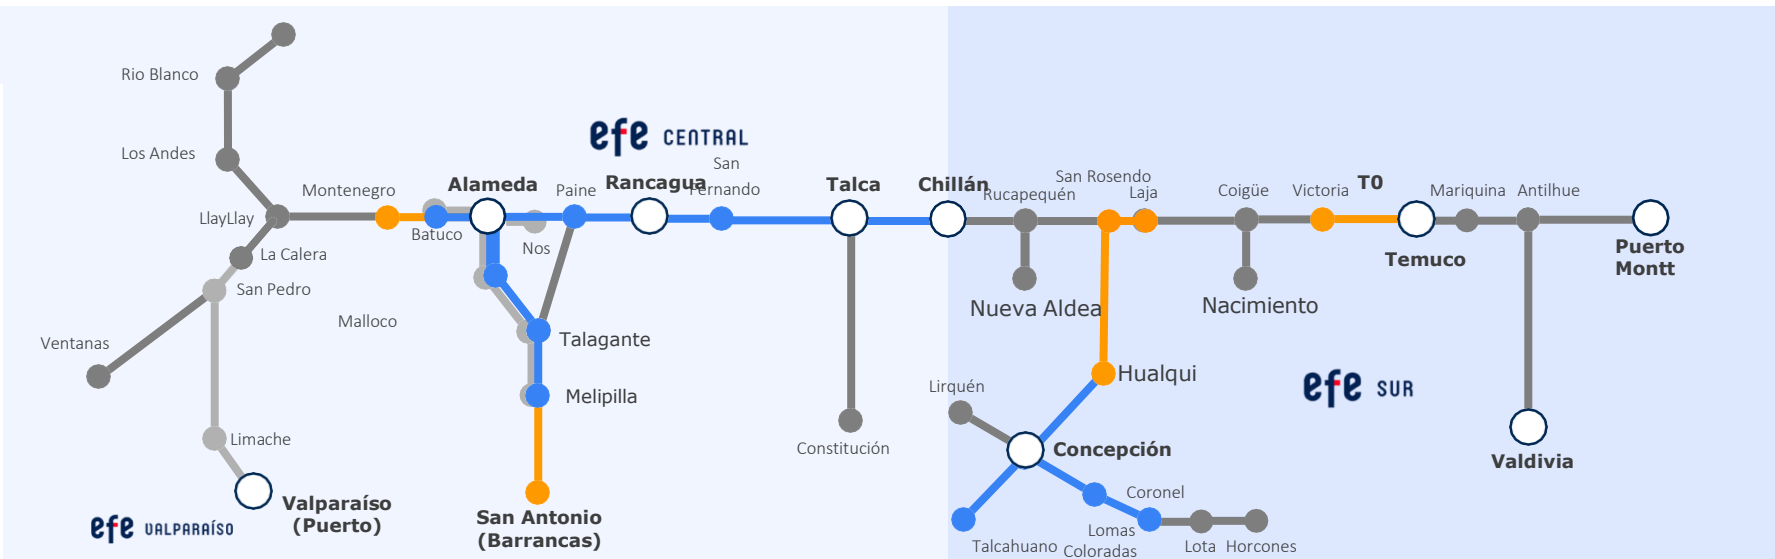 Rio Blanco
efe CENTRAL
Los Andes
San
Fernando
Montenegro
Alameda
Paine
Rancagua
Talca
Chillán
Rucapequén
San Rosendo
Laja
Coigüe
Victoria
T0
Mariquina
Antilhue
LlayLlay
Batuco
Nos
La Calera
Temuco
Puerto
Montt
San Pedro
Malloco
Nueva Aldea
Nacimiento
Ventanas
Talagante
Hualqui
Lirquén
efe SUR
Melipilla
Limache
Constitución
Concepción
Valdivia
Valparaíso
(Puerto)
efe VALPARAÍSO
San Antonio
(Barrancas)
Coronel
Talcahuano
Lomas
Coloradas
Lota
Horcones